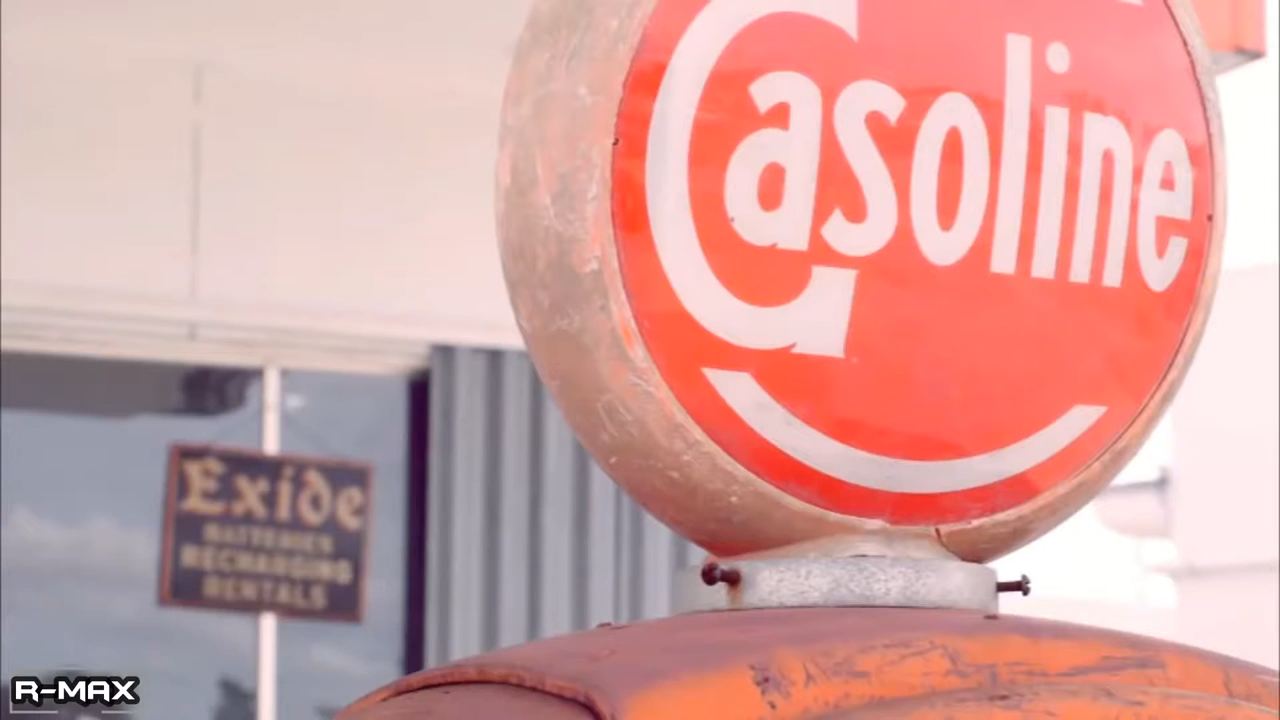 Gasoline
Exide
BATTERIES
RECHARGING
RENTALS
R-MAX